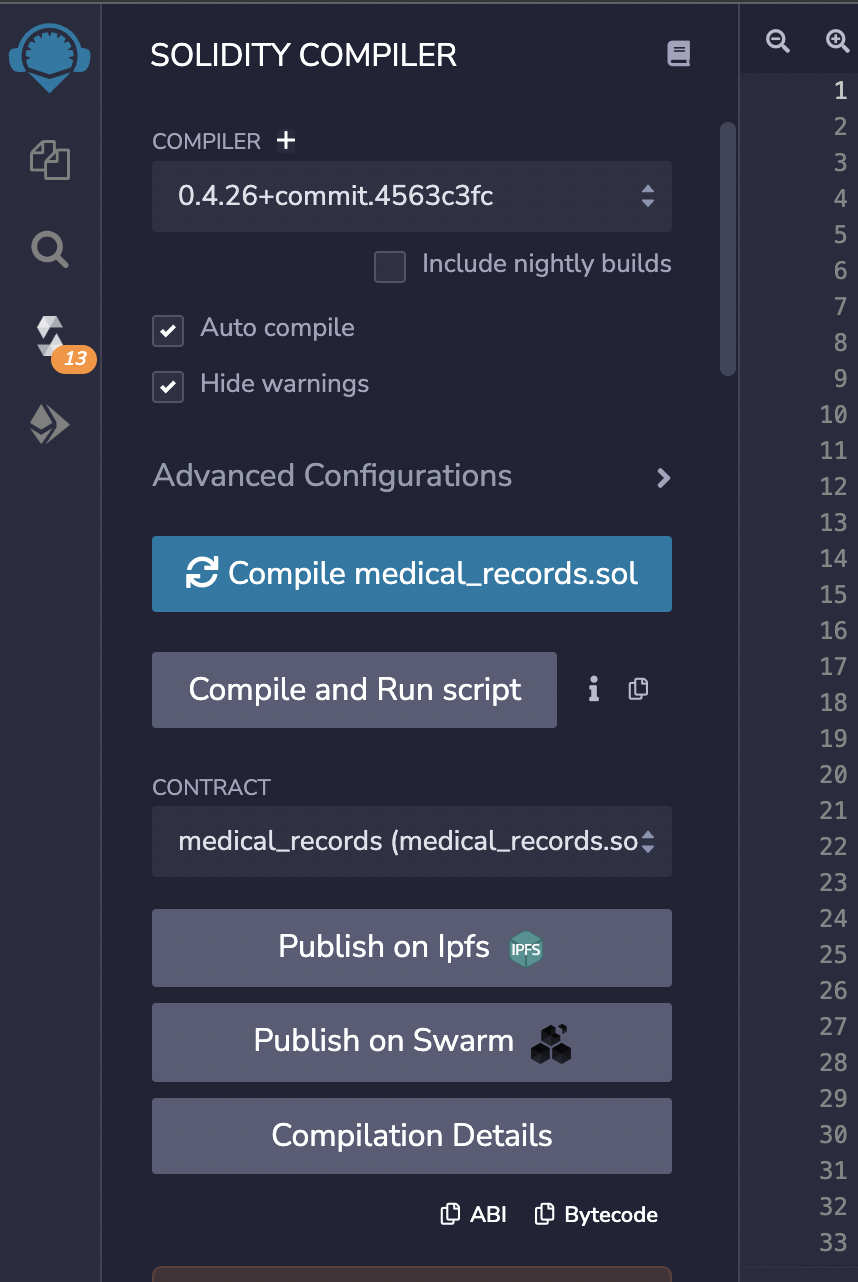 SOLIDITY COMPILER
COMPILER
0.4.26+commit.4563c3fc
Include nightly builds
Auto compile
13
Hide warnings
Advanced Configurations
Compile medical_records.sol
Compile and Run script
CONTRACT
medical_records (medical_records.so
Publish on Ipfs IPFS
Publish on Swarm
Compilation Details
ABI Bytecode
1
2
3
4
5
6
7
8
9
10
11
12
13
14
15
16
17
18
19
20
21
22
23
24
25
26
27
28
29
30
31
32
33